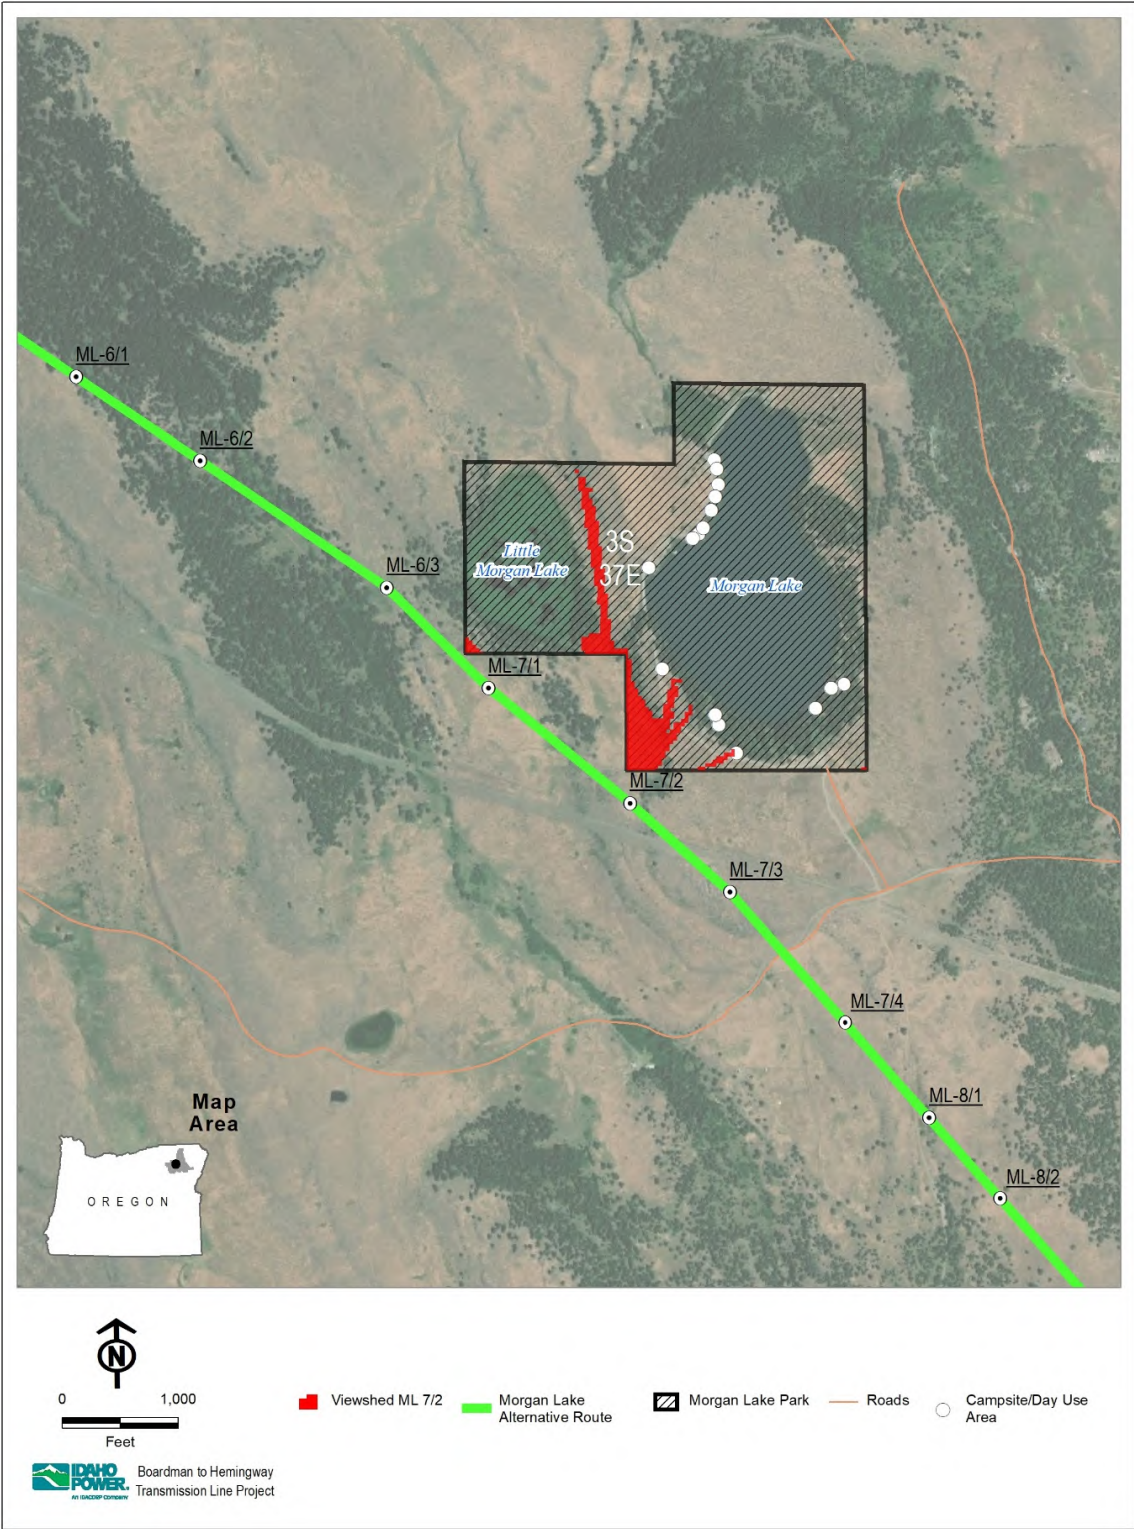 ML-6/1
ML-6/2
ML-6/3
Little
Morgan Lake
3S
37E
Morgan Lake
ML-7/1
ML-7/2
ML-7/3
ML-7/4
ML-8/1
ML-8/2
Map
Area
OREGON
N
0 1,000
Feet
Viewshed ML 7/2
Morgan Lake
Alternative Route
Morgan Lake Park
Roads
Campsite/Day Use
Area
IDAHO
POWER®
An IDACORP Company
Boardman to Hemingway
Transmission Line Project